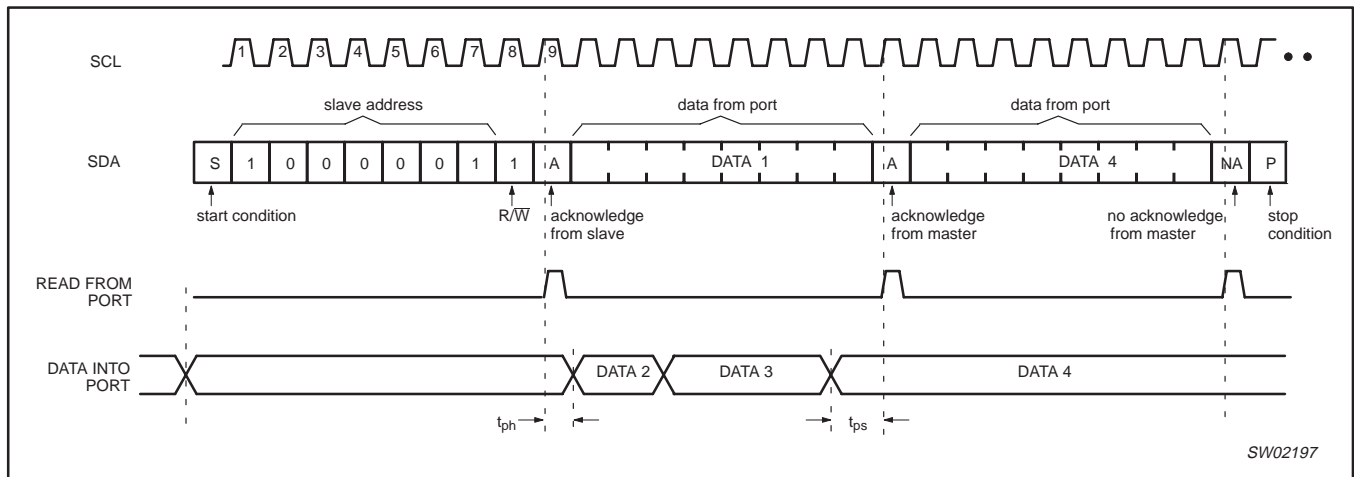 SCL 1 2 3 4 5 6 7 8 9
slave address data from port data from port
SDA S 1 0 0 0 0 0 1 1 A DATA 1 A DATA 4 NA P
start condition R/W̅ acknowledge from slave acknowledge from master no acknowledge from master stop condition
READ FROM PORT
DATA INTO PORT DATA 2 DATA 3 DATA 4
tph tps
SW02197